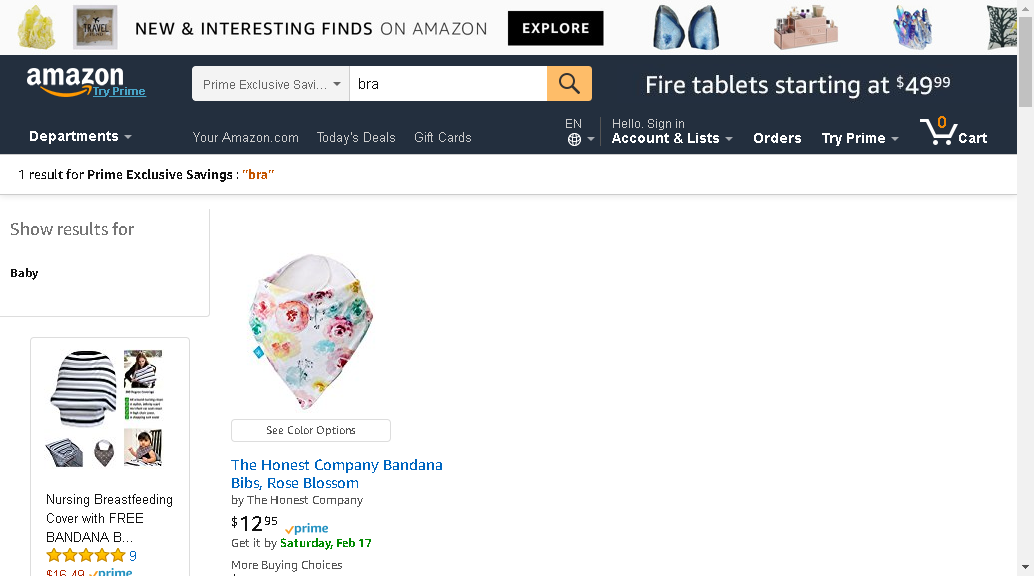 TRAVEL
NEW & INTERESTING FINDS ON AMAZON
EXPLORE
amazon
Try Prime
Prime Exclusive Savi...
bra
Fire tablets starting at $49.99
Departments
Your Amazon.com
Today's Deals
Gift Cards
EN
Hello. Sign in
Account & Lists
Orders
Try Prime
0
Cart
1 result for Prime Exclusive Savings : "bra"
Show results for
Baby
See Color Options
The Honest Company Bandana
Bibs, Rose Blossom
by The Honest Company
$12.95
prime
Get it by Saturday, Feb 17
More Buying Choices
Nursing Breastfeeding
Cover with FREE
BANDANA B...
9
$16.49 prime